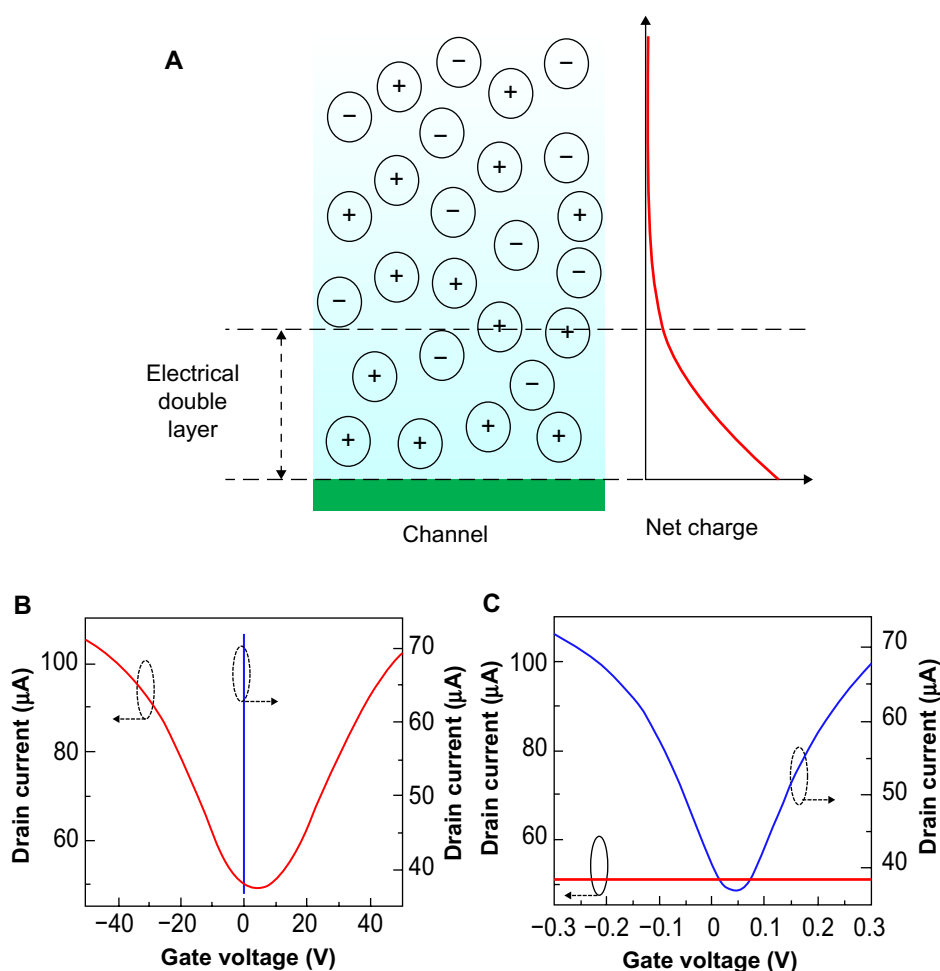 A
− + − + −
− − + −
+ + − − +
− + + − −
+ +
+ − −
+ + + +
Electrical
double
layer
Channel
Net charge
B
Drain current (μA)
100
80
60
70
60
50
40
Drain current (μA)
−40 −20 0 20 40
Gate voltage (V)
C
Drain current (μA)
100
80
60
70
60
50
40
Drain current (μA)
−0.3 −0.2 −0.1 0 0.1 0.2 0.3
Gate voltage (V)